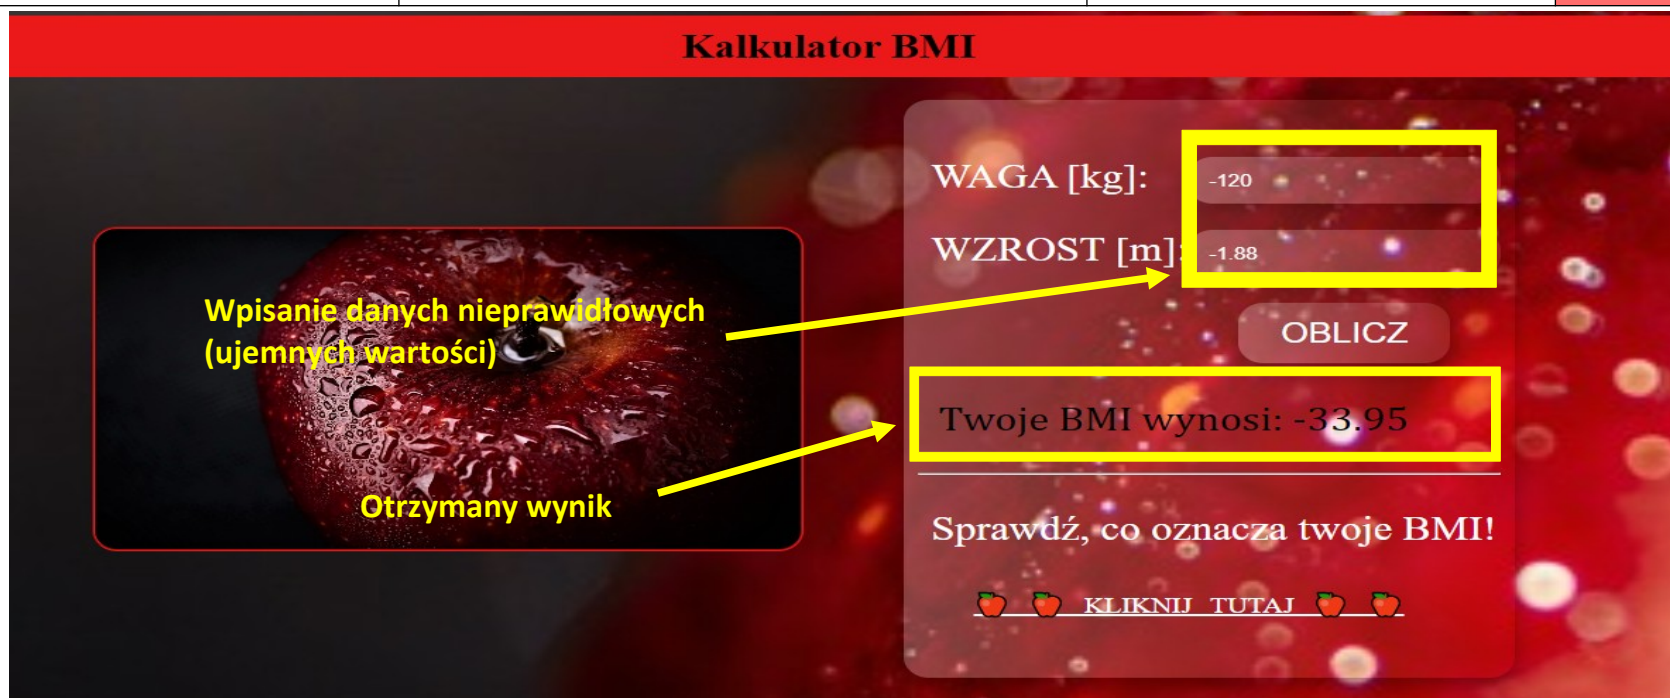 Kalkulator BMI
WAGA [kg]:
-120
WZROST [m]:
-1.88
Wpisanie danych nieprawidłowych
(ujemnych wartości)
OBLICZ
Twoje BMI wynosi: -33.95
Otrzymany wynik
Sprawdź, co oznacza twoje BMI!
🍎 🍎 KLIKNIJ TUTAJ 🍎 🍎